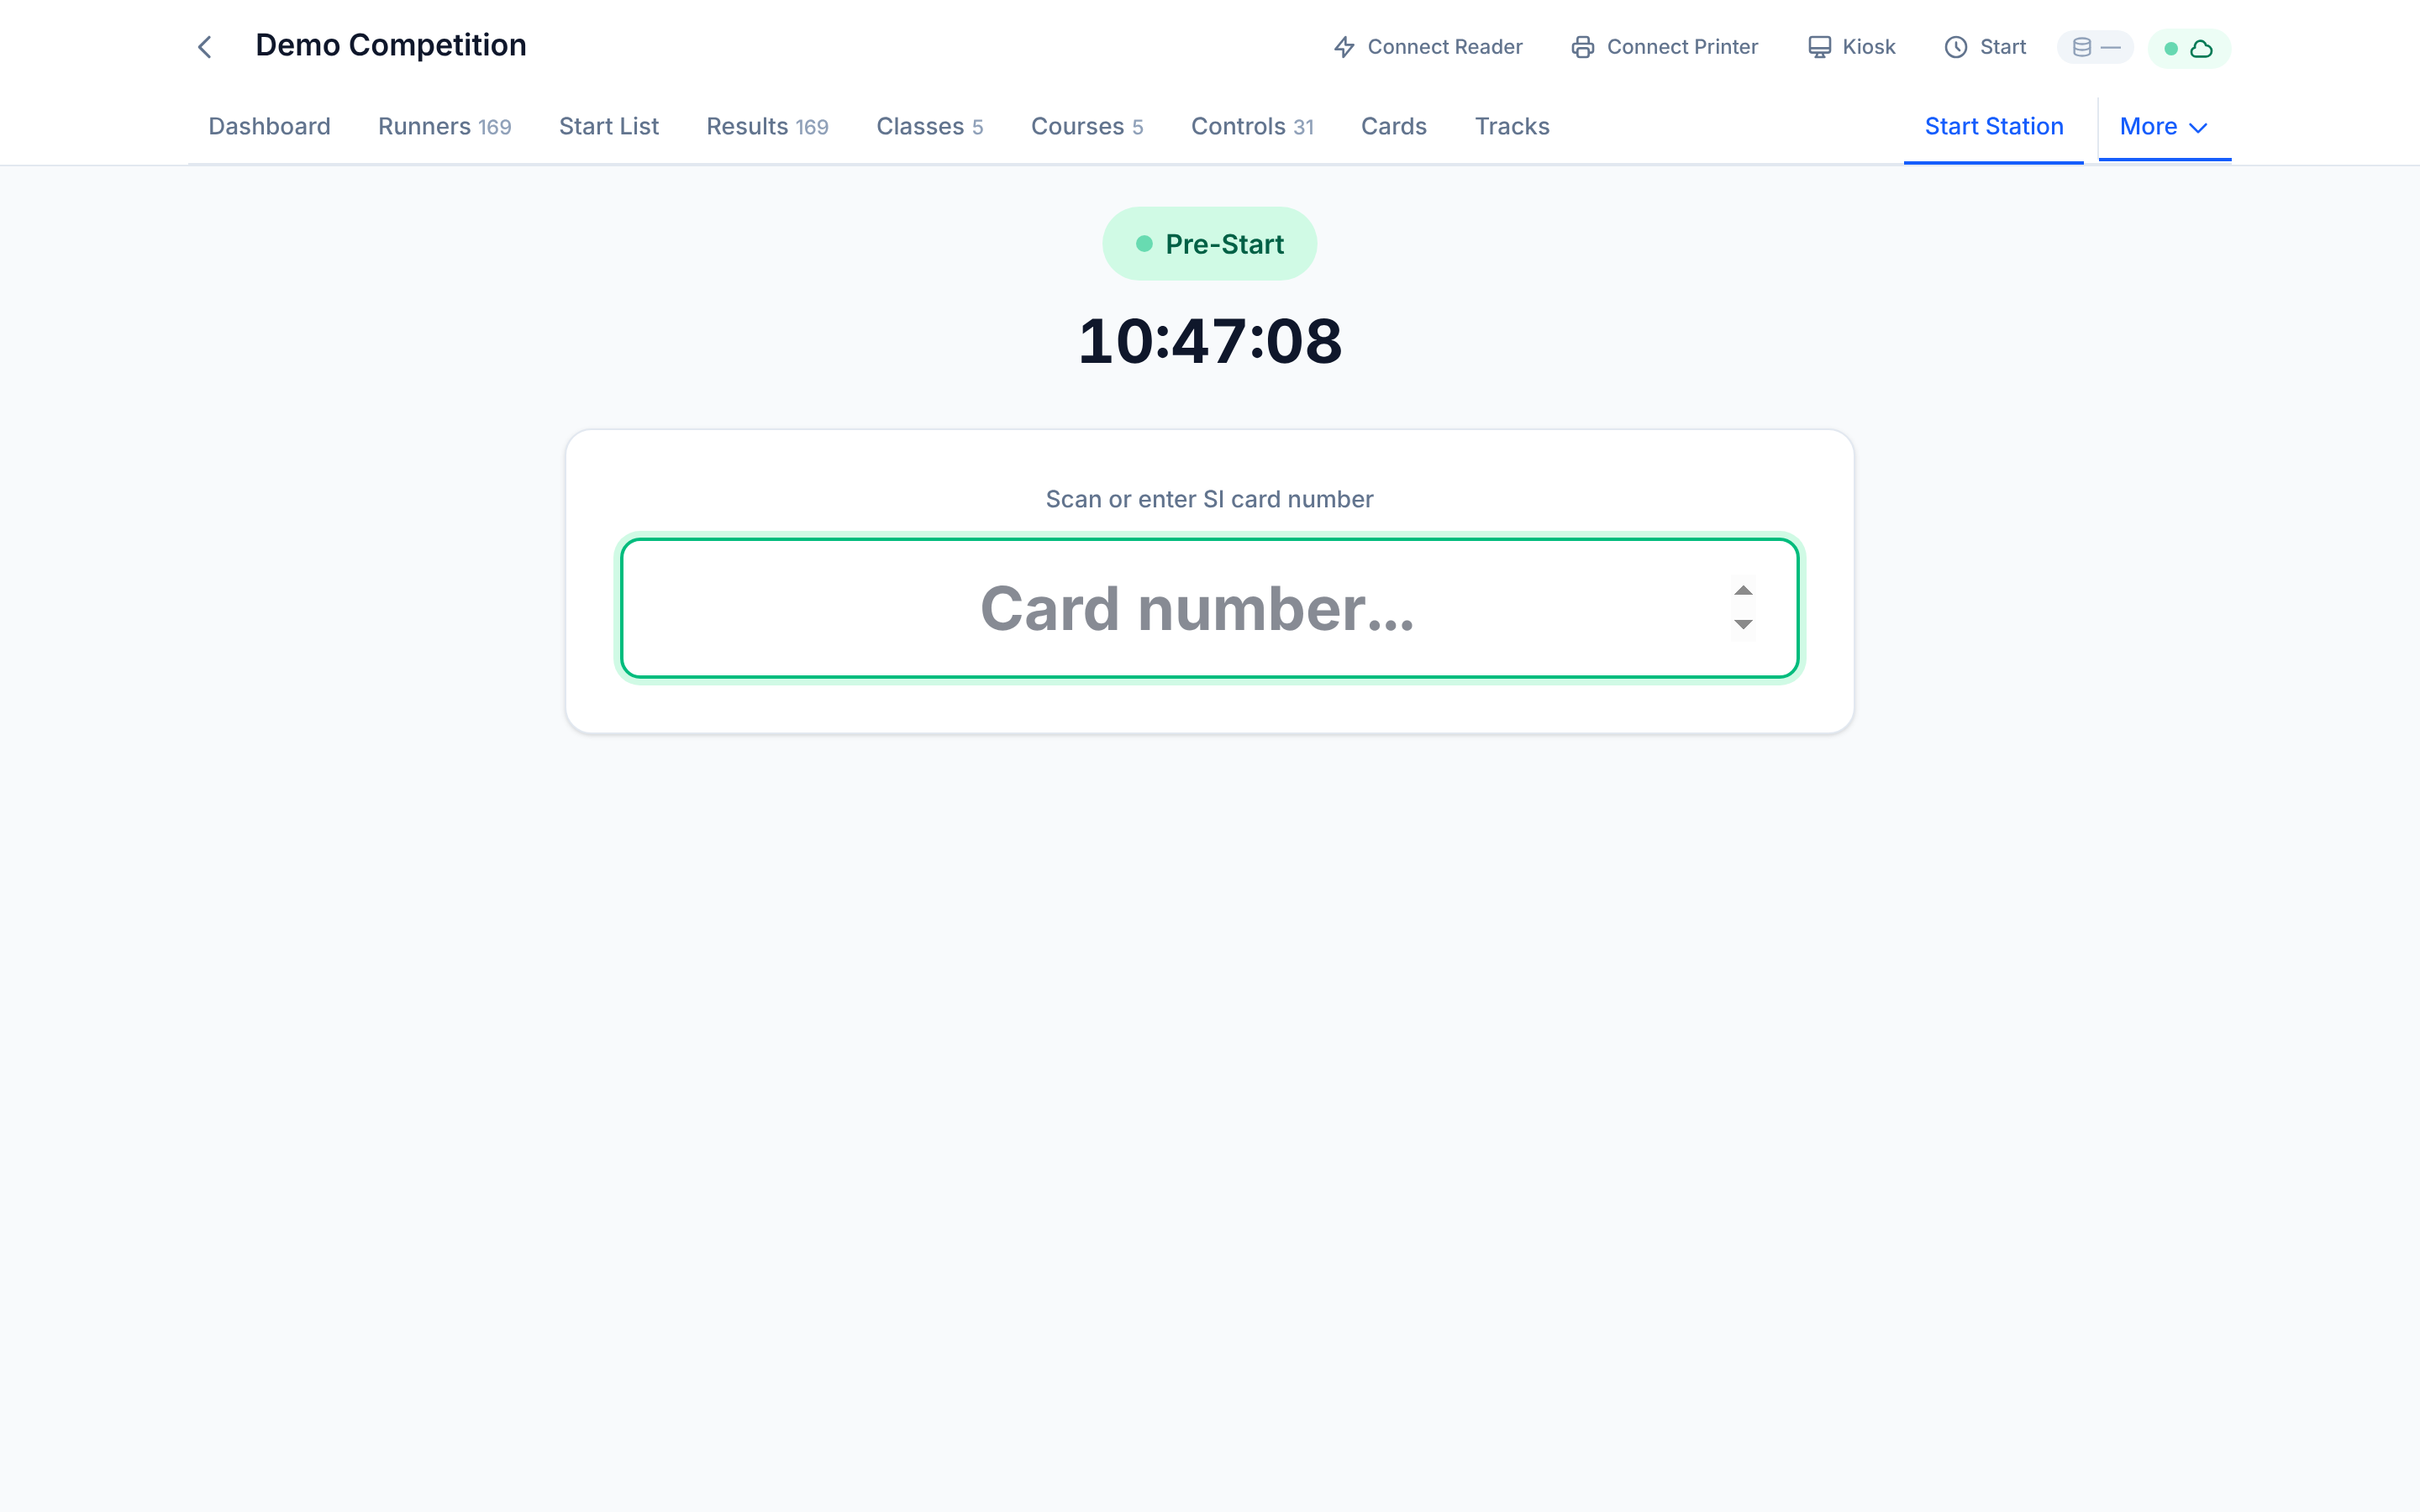 Demo Competition
Connect Reader
Connect Printer
Kiosk
Start
—
Dashboard
Runners 169
Start List
Results 169
Classes 5
Courses 5
Controls 31
Cards
Tracks
Start Station
More
Pre-Start
10:47:08
Scan or enter SI card number
Card number...